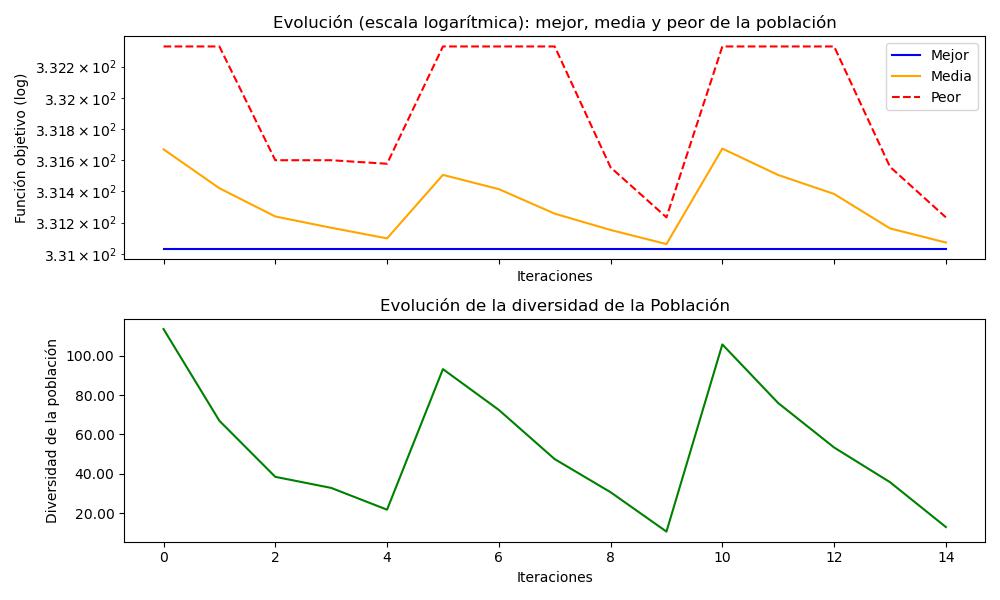 Evolución (escala logarítmica): mejor, media y peor de la población
Función objetivo (log)
3.322 × 10²
3.32 × 10²
3.318 × 10²
3.316 × 10²
3.314 × 10²
3.312 × 10²
3.31 × 10²
Mejor
Media
Peor
Iteraciones
Evolución de la diversidad de la Población
Diversidad de la población
100.00
80.00
60.00
40.00
20.00
0 2 4 6 8 10 12 14
Iteraciones